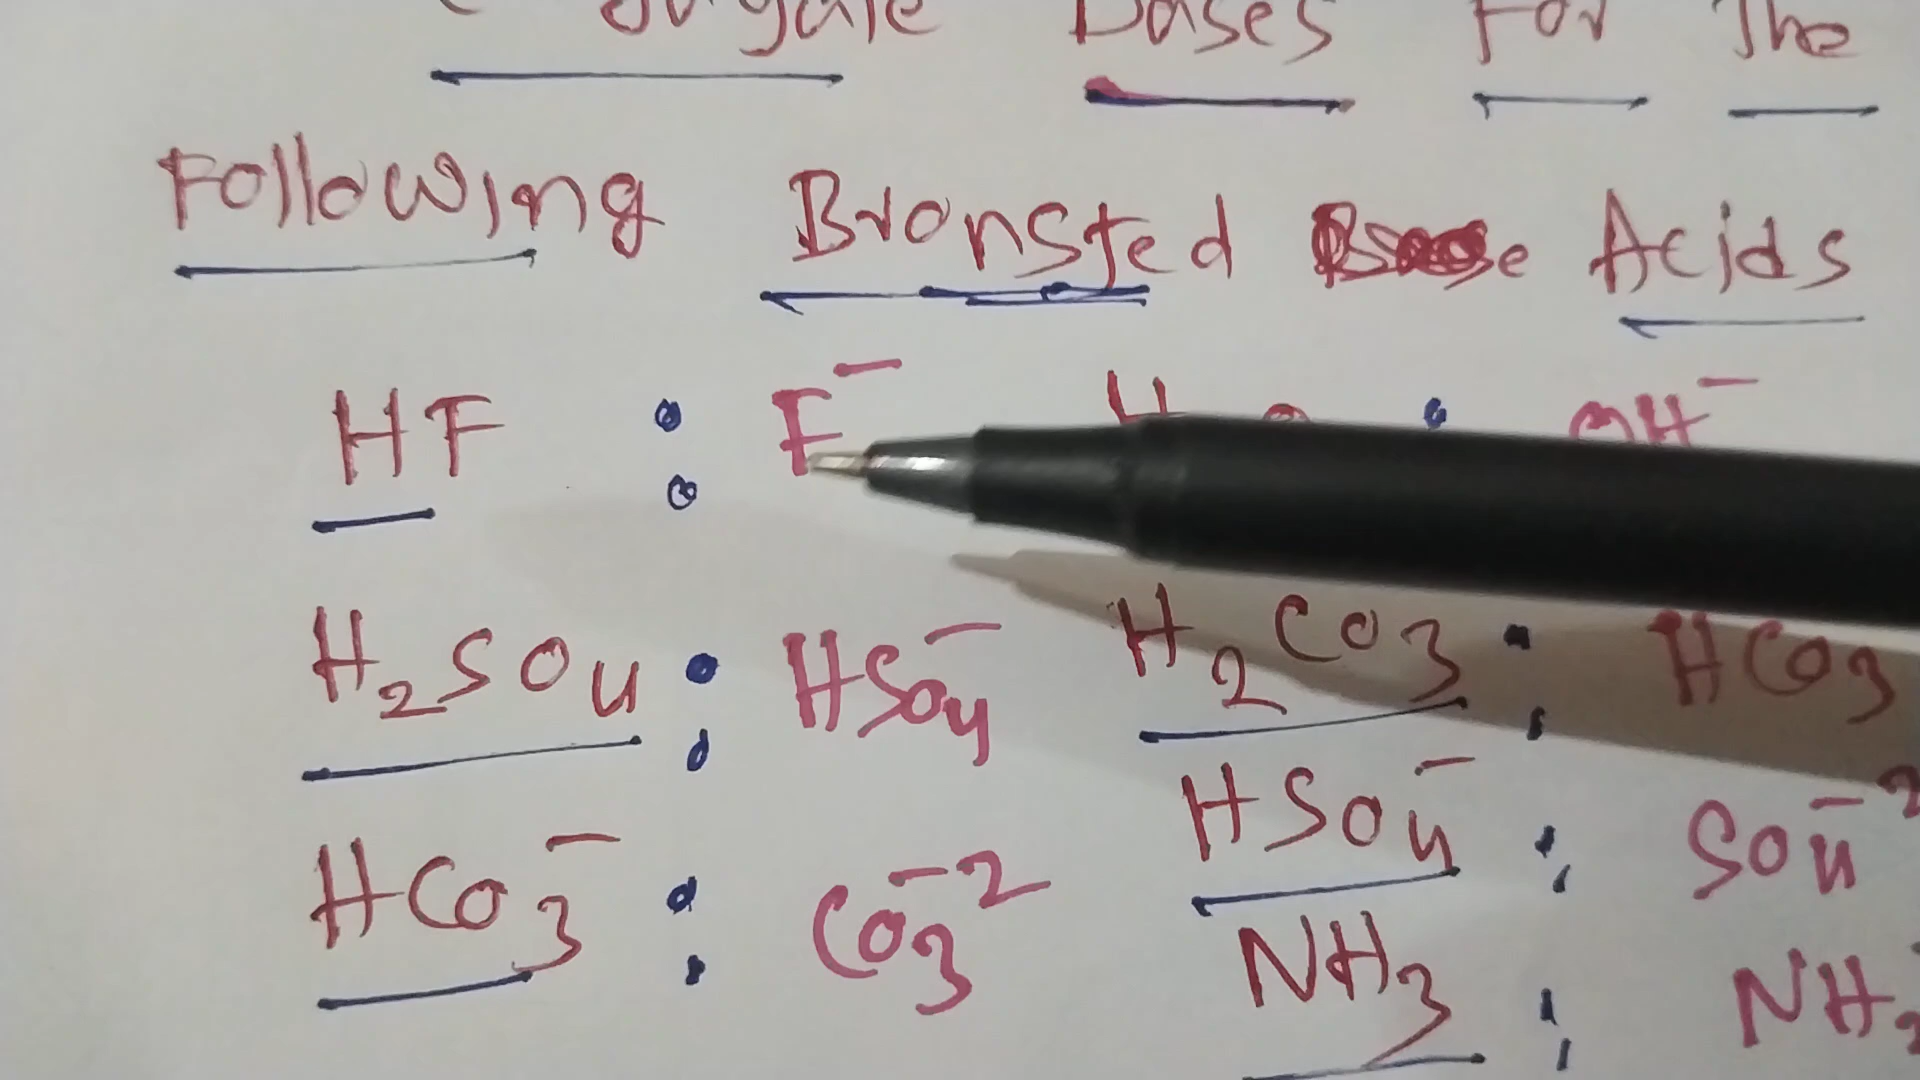 Bases For The
Following Bronsted Acids
HF : F⁻ OH⁻
H₂SO₄ : HSO₄⁻ H₂CO₃ : HCO₃
HCO₃⁻ : CO₃⁻² HSO₄⁻ : SO₄⁻²
NH₃ : NH₂